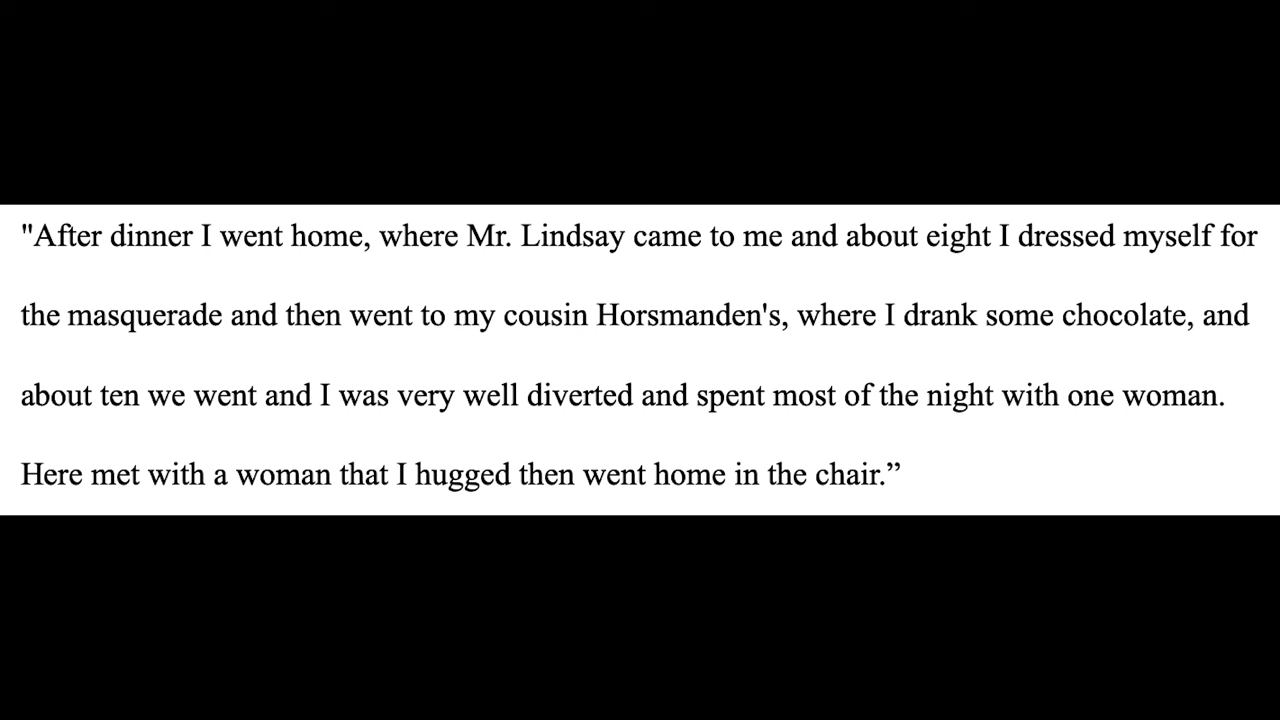 "After dinner I went home, where Mr. Lindsay came to me and about eight I dressed myself for
the masquerade and then went to my cousin Horsmanden's, where I drank some chocolate, and
about ten we went and I was very well diverted and spent most of the night with one woman.
Here met with a woman that I hugged then went home in the chair.”